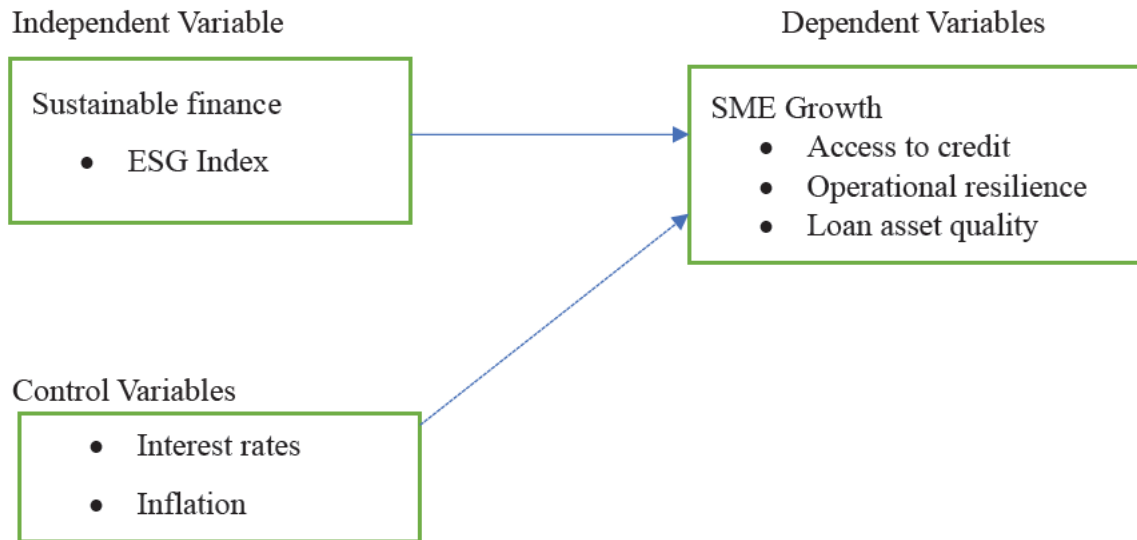 Independent Variable
Sustainable finance
● ESG Index
Dependent Variables
SME Growth
● Access to credit
● Operational resilience
● Loan asset quality
Control Variables
● Interest rates
● Inflation